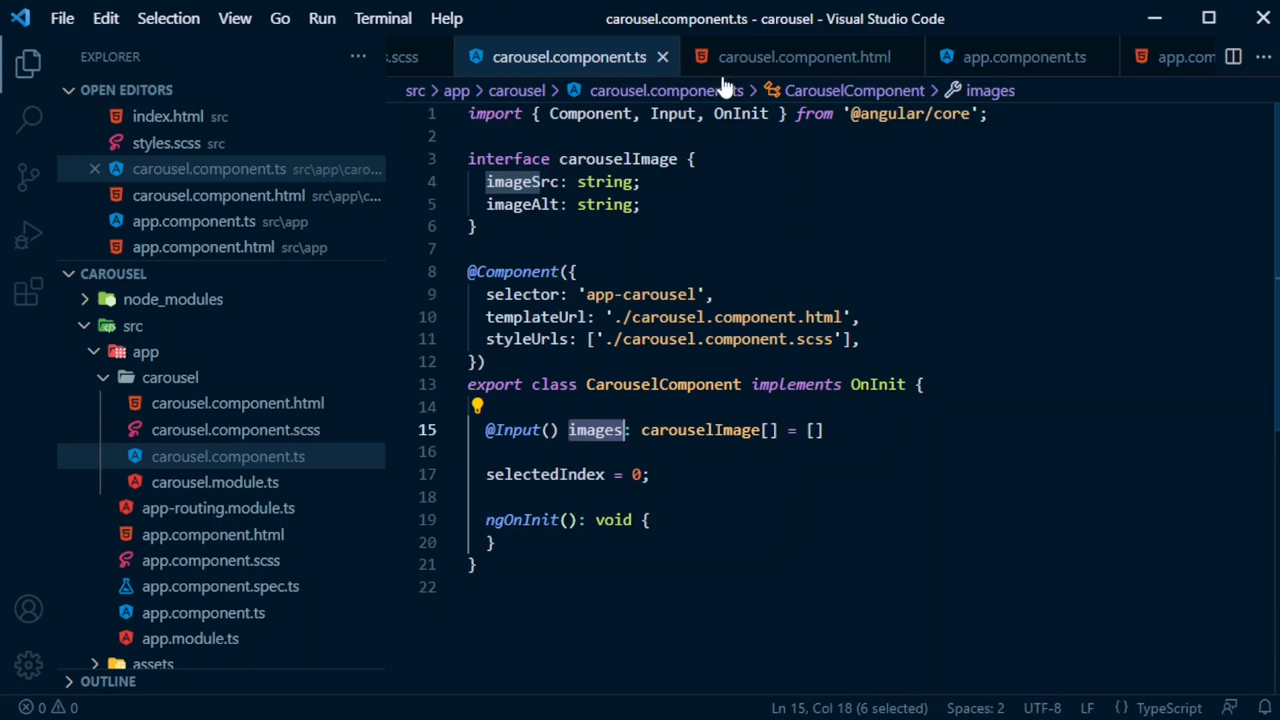 File Edit Selection View Go Run Terminal Help
carousel.component.ts - carousel - Visual Studio Code
EXPLORER
OPEN EDITORS
index.html src
styles.scss src
carousel.component.ts src\app\caro...
carousel.component.html src\app\c...
app.component.ts src\app
app.component.html src\app
CAROUSEL
node_modules
src
app
carousel
carousel.component.html
carousel.component.scss
carousel.component.ts
carousel.module.ts
app-routing.module.ts
app.component.html
app.component.scss
app.component.spec.ts
app.component.ts
app.module.ts
assets
OUTLINE
.scss carousel.component.ts carousel.component.html app.component.ts app.com
src > app > carousel > carousel.component.ts > CarouselComponent > images
1 import { Component, Input, OnInit } from '@angular/core';
2
3 interface carouselImage {
4 imageSrc: string;
5 imageAlt: string;
6 }
7
8 @Component({
9 selector: 'app-carousel',
10 templateUrl: './carousel.component.html',
11 styleUrls: ['./carousel.component.scss'],
12 })
13 export class CarouselComponent implements OnInit {
14
15 @Input() images: carouselImage[] = []
16
17 selectedIndex = 0;
18
19 ngOnInit(): void {
20 }
21 }
22
0 0
Ln 15, Col 18 (6 selected) Spaces: 2 UTF-8 LF {} TypeScript